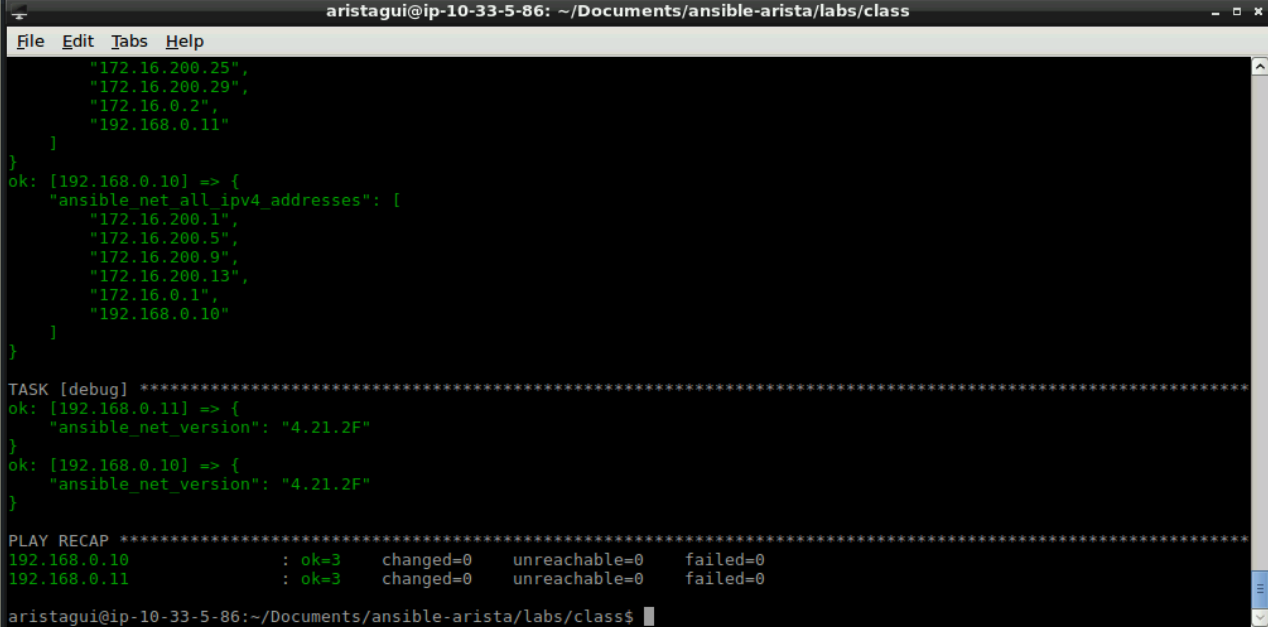 aristagui@ip-10-33-5-86: ~/Documents/ansible-arista/labs/class
File Edit Tabs Help
"172.16.200.25",
"172.16.200.29",
"172.16.0.2",
"192.168.0.11"
]
}
ok: [192.168.0.10] => {
"ansible_net_all_ipv4_addresses": [
"172.16.200.1",
"172.16.200.5",
"172.16.200.9",
"172.16.200.13",
"172.16.0.1",
"192.168.0.10"
]
}
TASK [debug] **************************************************************************************************************
ok: [192.168.0.11] => {
"ansible_net_version": "4.21.2F"
}
ok: [192.168.0.10] => {
"ansible_net_version": "4.21.2F"
}
PLAY RECAP ****************************************************************************************************************
192.168.0.10 : ok=3 changed=0 unreachable=0 failed=0
192.168.0.11 : ok=3 changed=0 unreachable=0 failed=0
aristagui@ip-10-33-5-86:~/Documents/ansible-arista/labs/class$